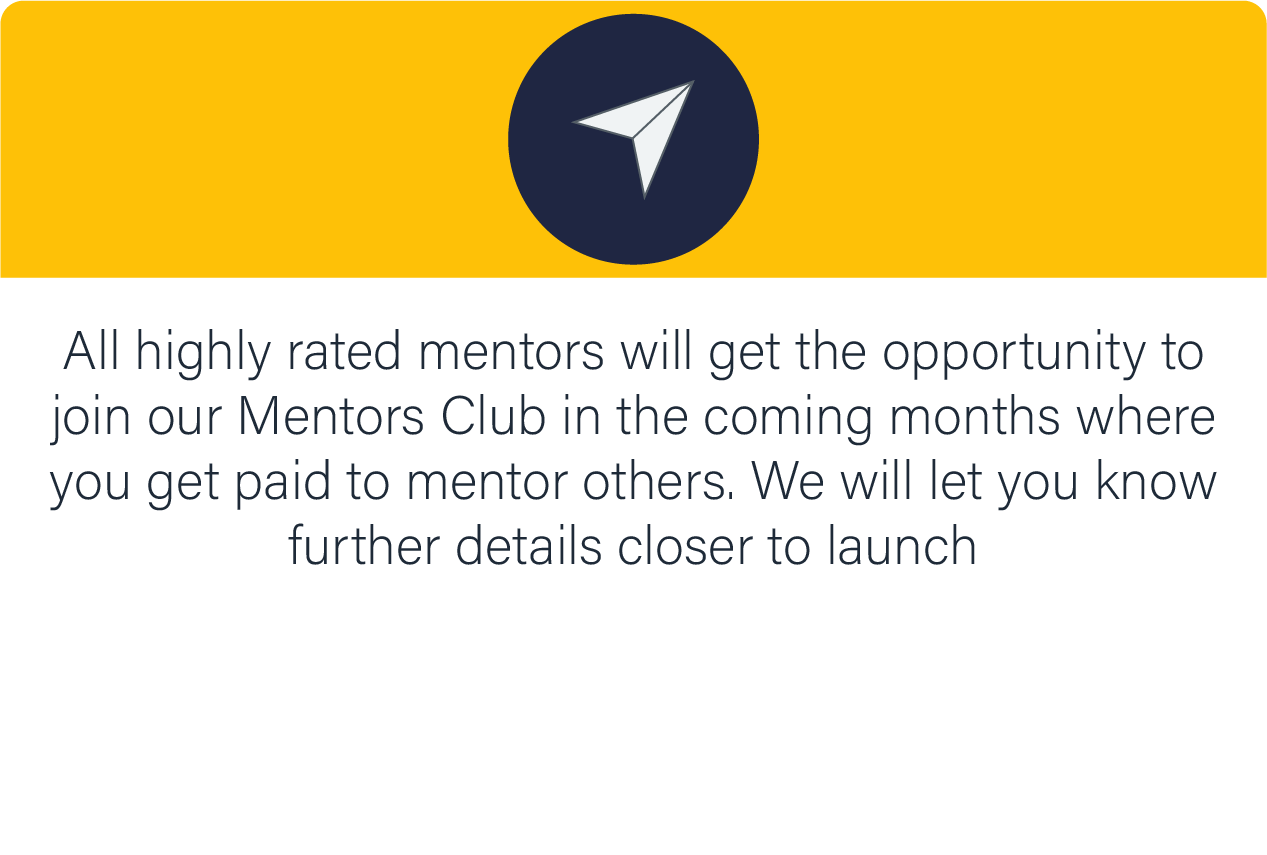 All highly rated mentors will get the opportunity to
join our Mentors Club in the coming months where
you get paid to mentor others. We will let you know
further details closer to launch